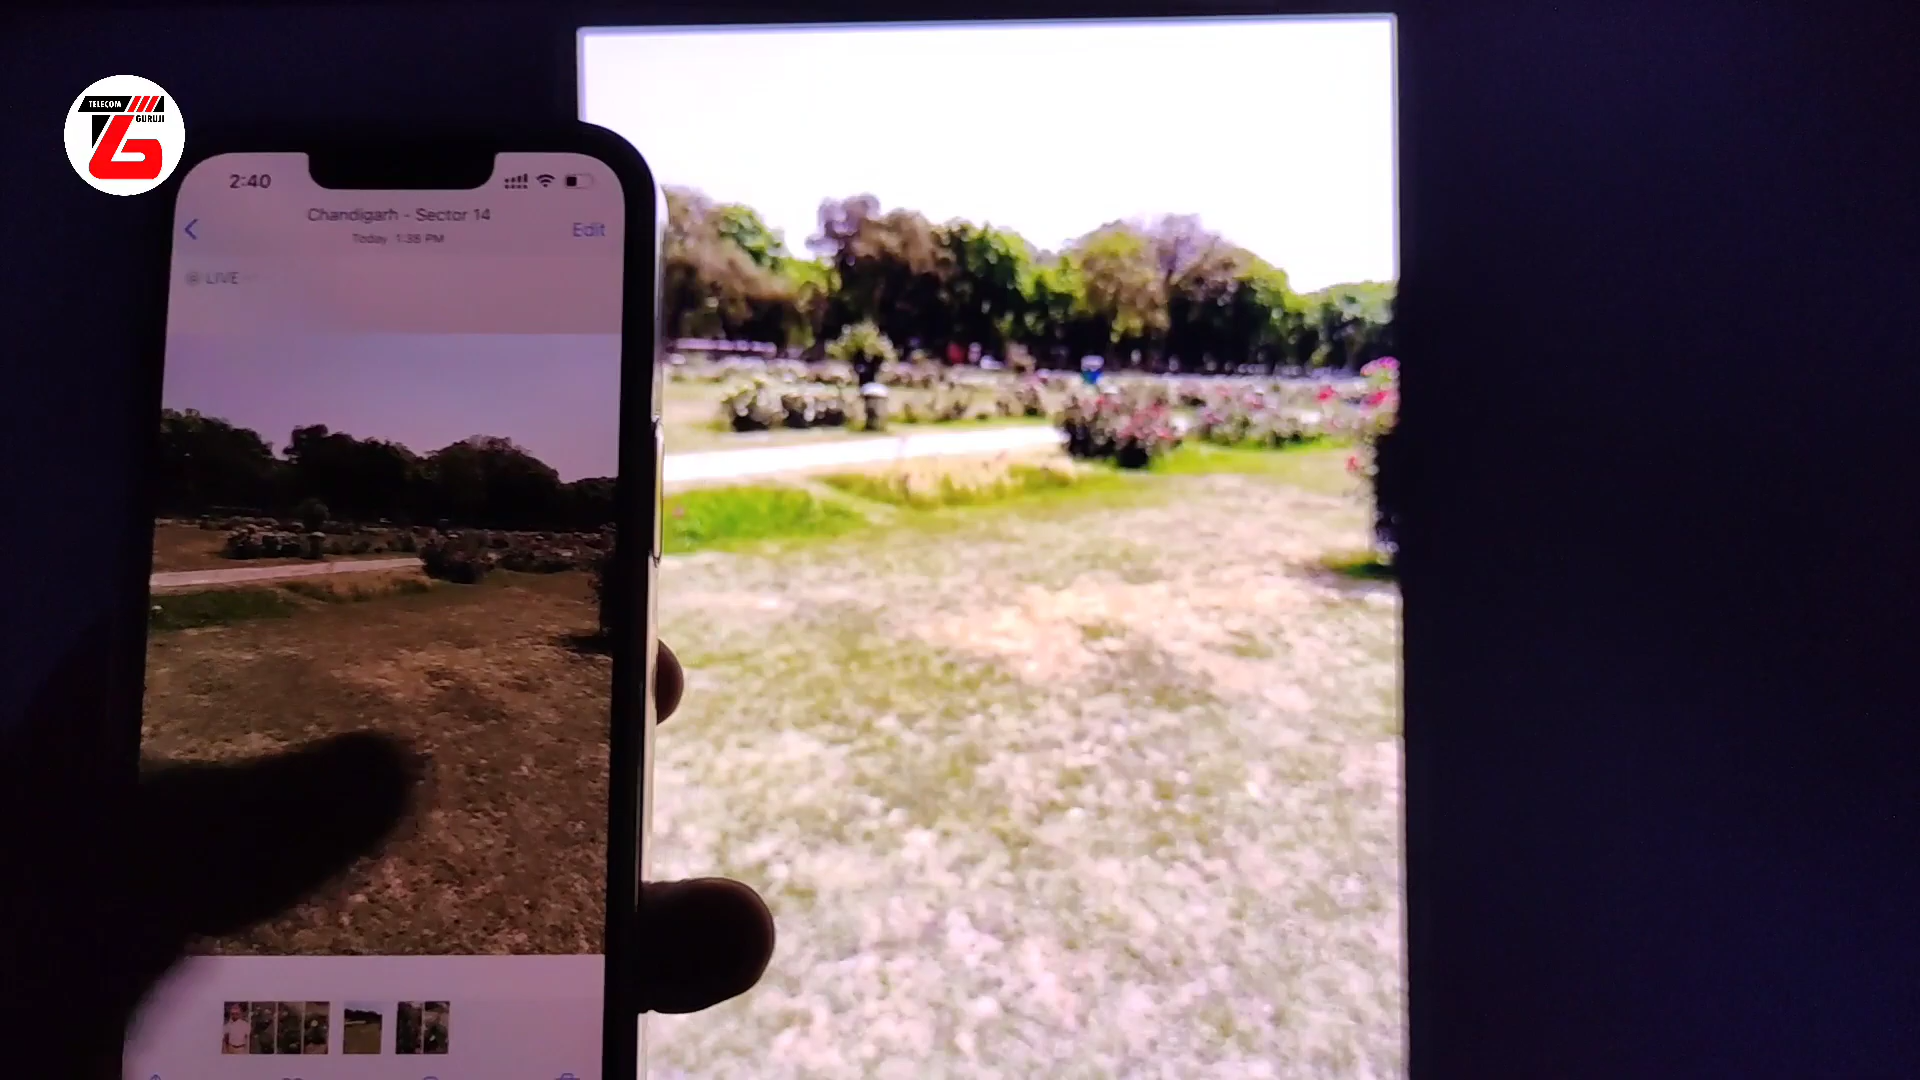 TELECOM
GURUJI
2:40
Chandigarh - Sector 14
Today 1:38 PM
Edit
LIVE